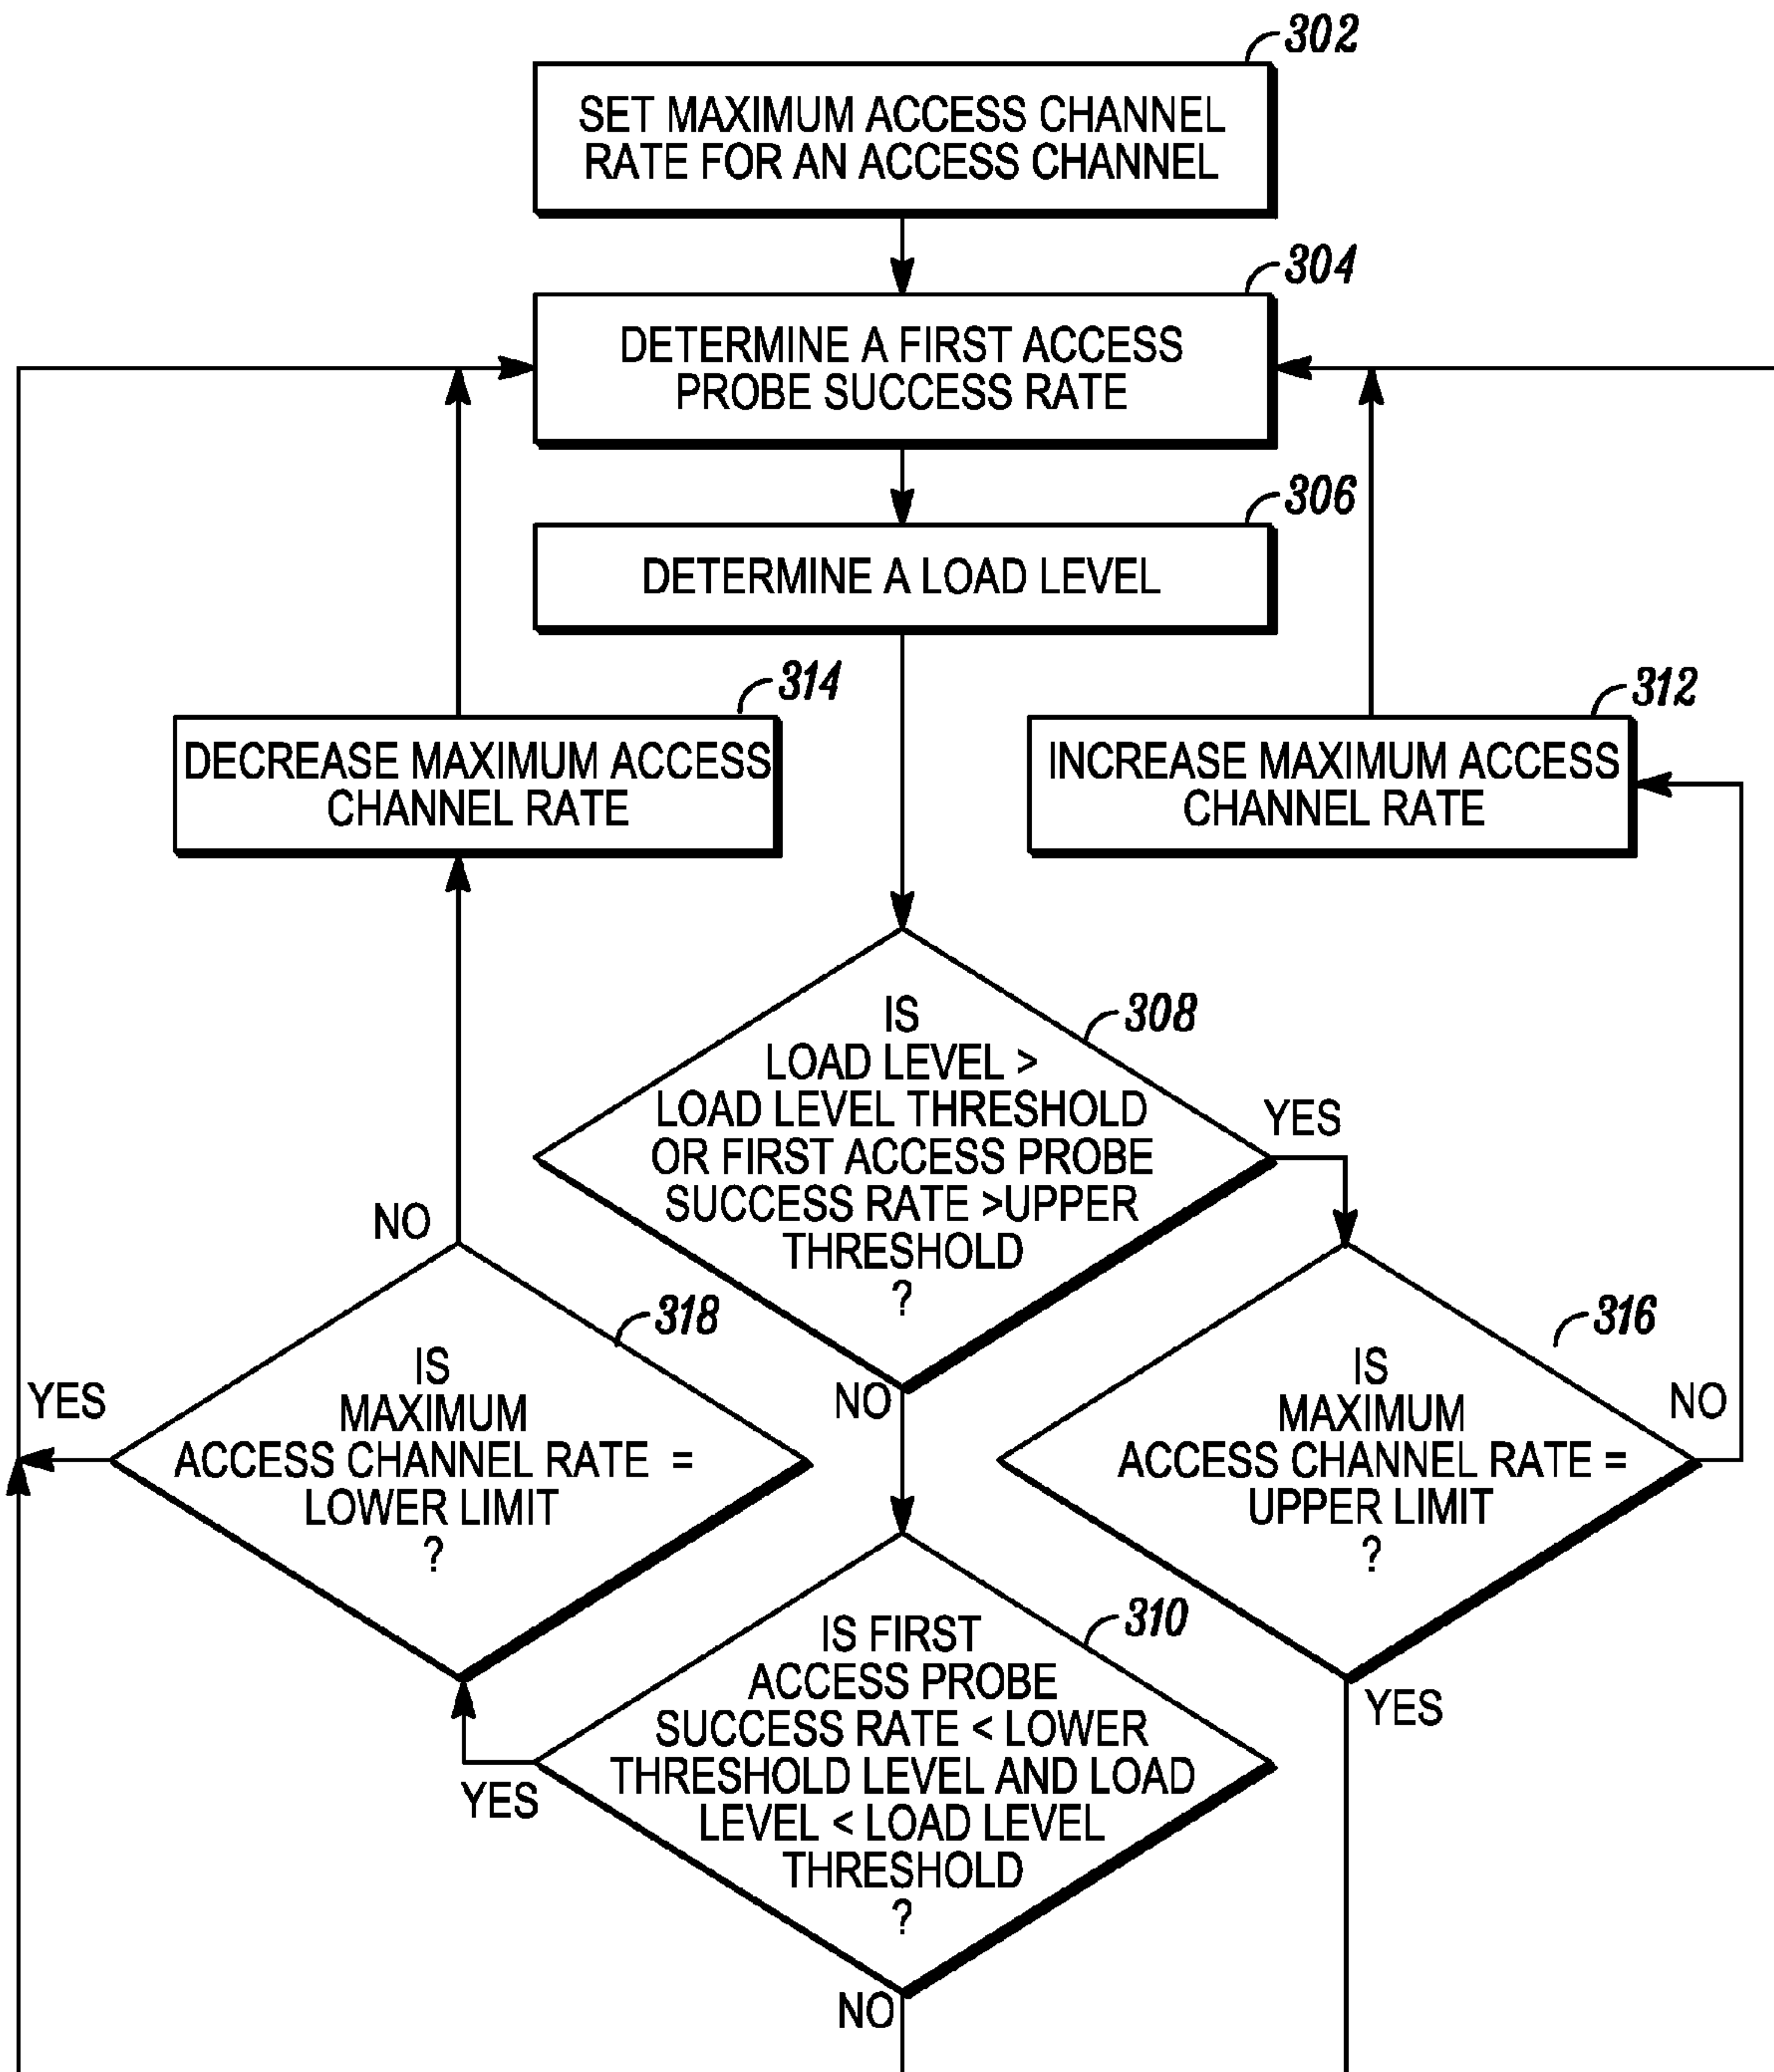 302
SET MAXIMUM ACCESS CHANNEL
RATE FOR AN ACCESS CHANNEL
304
DETERMINE A FIRST ACCESS
PROBE SUCCESS RATE
306
DETERMINE A LOAD LEVEL
314
DECREASE MAXIMUM ACCESS
CHANNEL RATE
312
INCREASE MAXIMUM ACCESS
CHANNEL RATE
308
IS
LOAD LEVEL >
LOAD LEVEL THRESHOLD
OR FIRST ACCESS PROBE
SUCCESS RATE >UPPER
THRESHOLD
?
YES
NO
NO
318
IS
MAXIMUM
ACCESS CHANNEL RATE =
LOWER LIMIT
?
YES
316
IS
MAXIMUM
ACCESS CHANNEL RATE =
UPPER LIMIT
?
NO
YES
310
IS FIRST
ACCESS PROBE
SUCCESS RATE < LOWER
THRESHOLD LEVEL AND LOAD
LEVEL < LOAD LEVEL
THRESHOLD
?
YES
NO